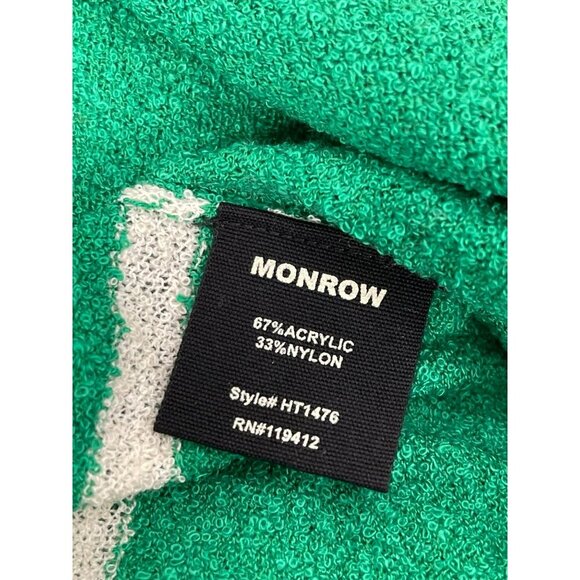 MONROW
67%ACRYLIC
33%NYLON
Style# HT1476
RN#119412